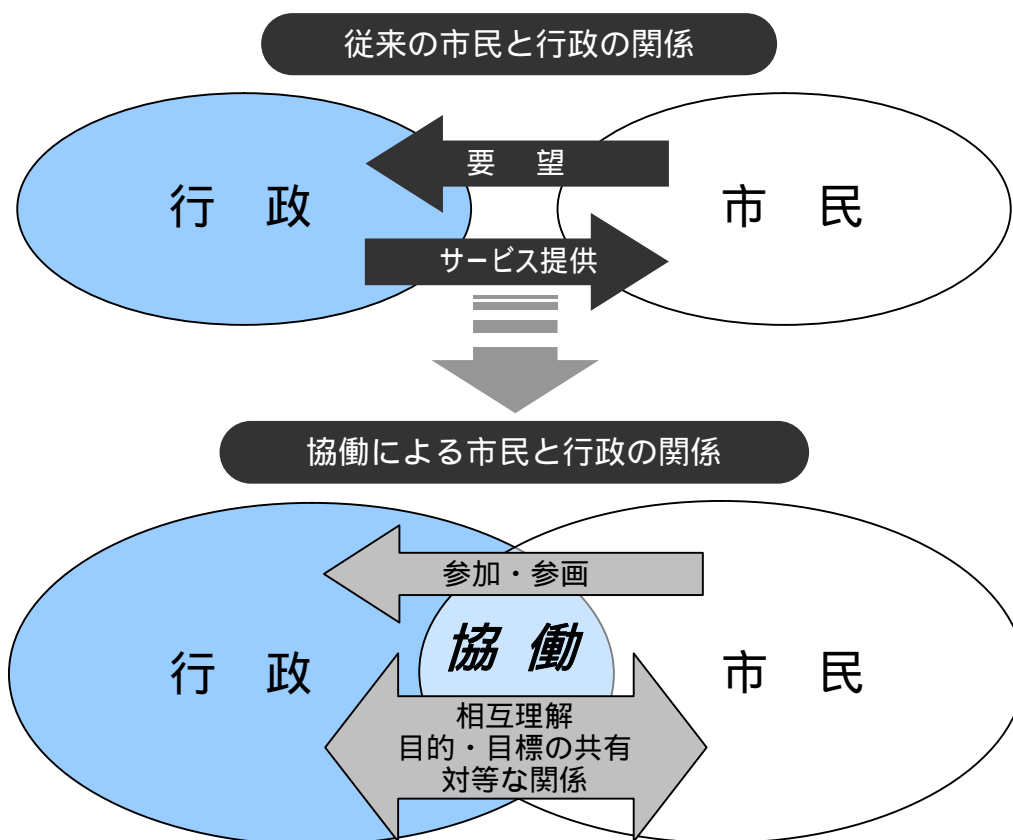 従来の市民と行政の関係
要　望
行　政
市　民
サービス提供
協働による市民と行政の関係
参加・参画
協 働
行　政
市　民
相互理解
目的・目標の共有
対等な関係